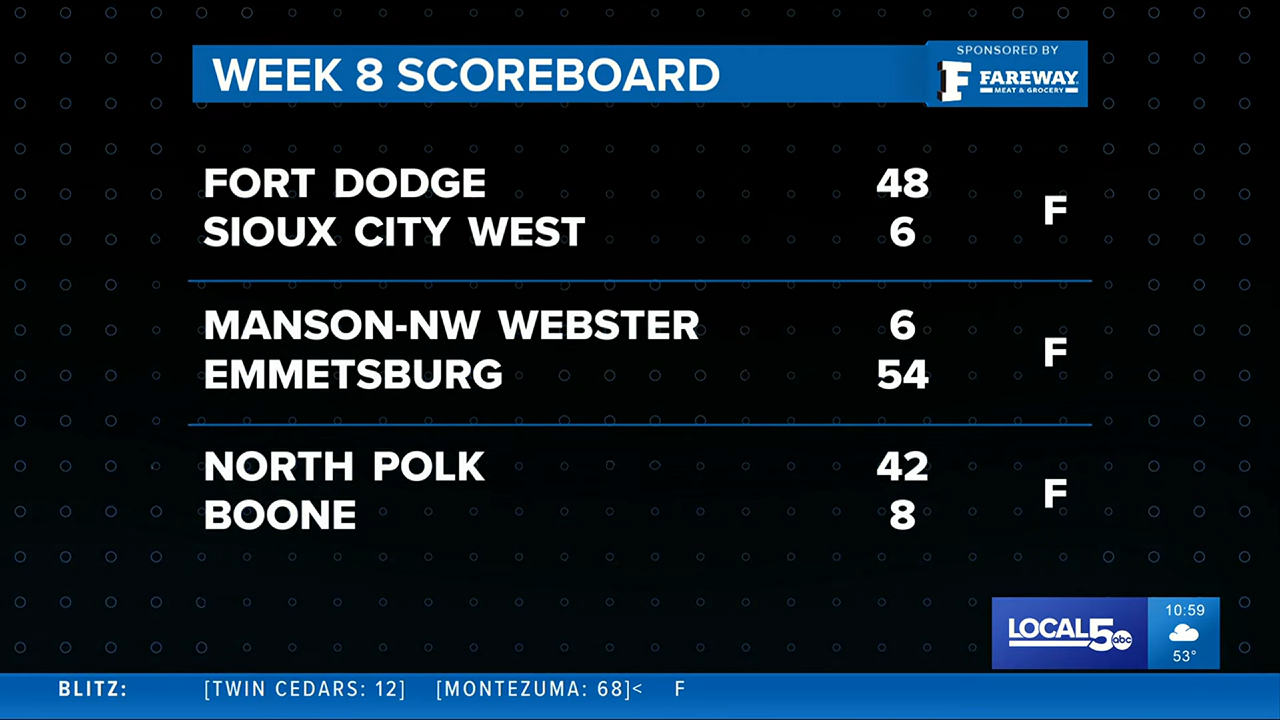 WEEK 8 SCOREBOARD
SPONSORED BY
F FAREWAY
MEAT & GROCERY
FORT DODGE 48
SIOUX CITY WEST 6
F
MANSON-NW WEBSTER 6
EMMETSBURG 54
F
NORTH POLK 42
BOONE 8
F
LOCAL 5 abc
10:59
53°
BLITZ: [TWIN CEDARS: 12] [MONTEZUMA: 68]< F